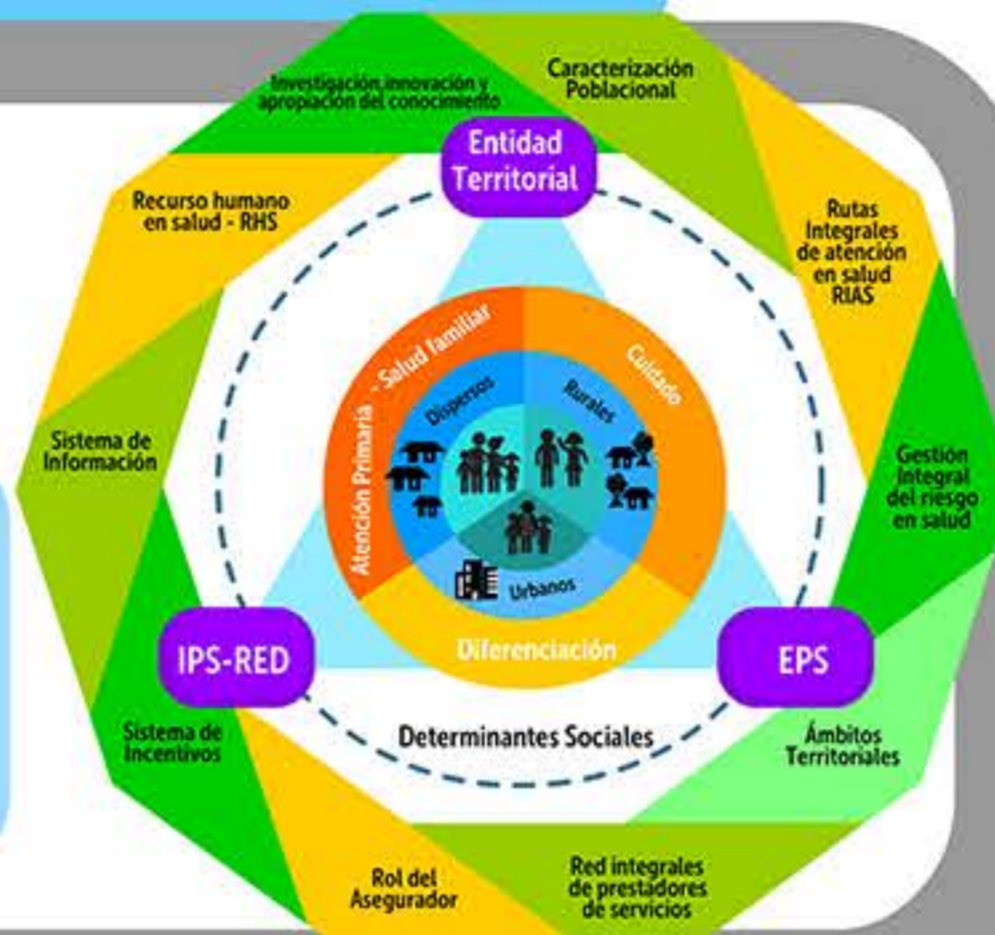 Investigación, innovación y
apropiación del conocimiento
Caracterización
Poblacional
Entidad
Territorial
Recurso humano
en salud - RHS
Rutas
Integrales
de atención
en salud
RIAS
Salud familiar
Cuidado
Dispersos
Rurales
Atención Primaria
Sistema de
Información
Gestión
Integral
del riesgo
en salud
Urbanos
Diferenciación
IPS-RED
EPS
Determinantes Sociales
Sistema de
Incentivos
Ámbitos
Territoriales
Rol del
Asegurador
Red integrales
de prestadores
de servicios